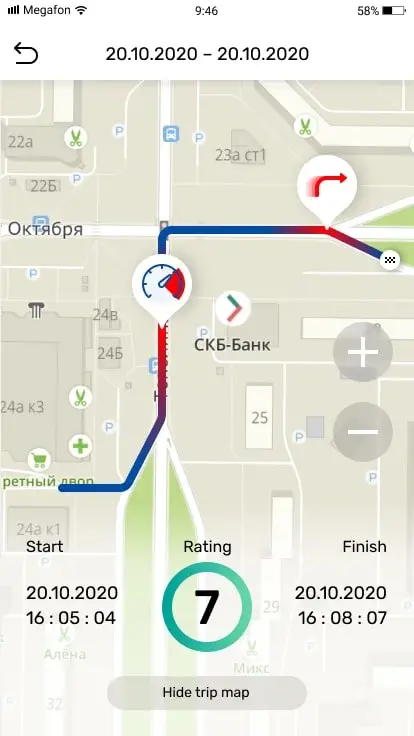 Megafon
9:46
58%
20.10.2020 – 20.10.2020
22а
P
P
P
23а ст1
22Б
P
Октября
P
24в
24Б
P
СКБ-Банк
24а к3
25
P
P
ретный двор
P
24а к1
Start
Rating
Finish
20.10.2020
7
20.10.2020
16 : 05 : 04
29
16 : 08 : 07
Алёна
Микс
32
Hide trip map